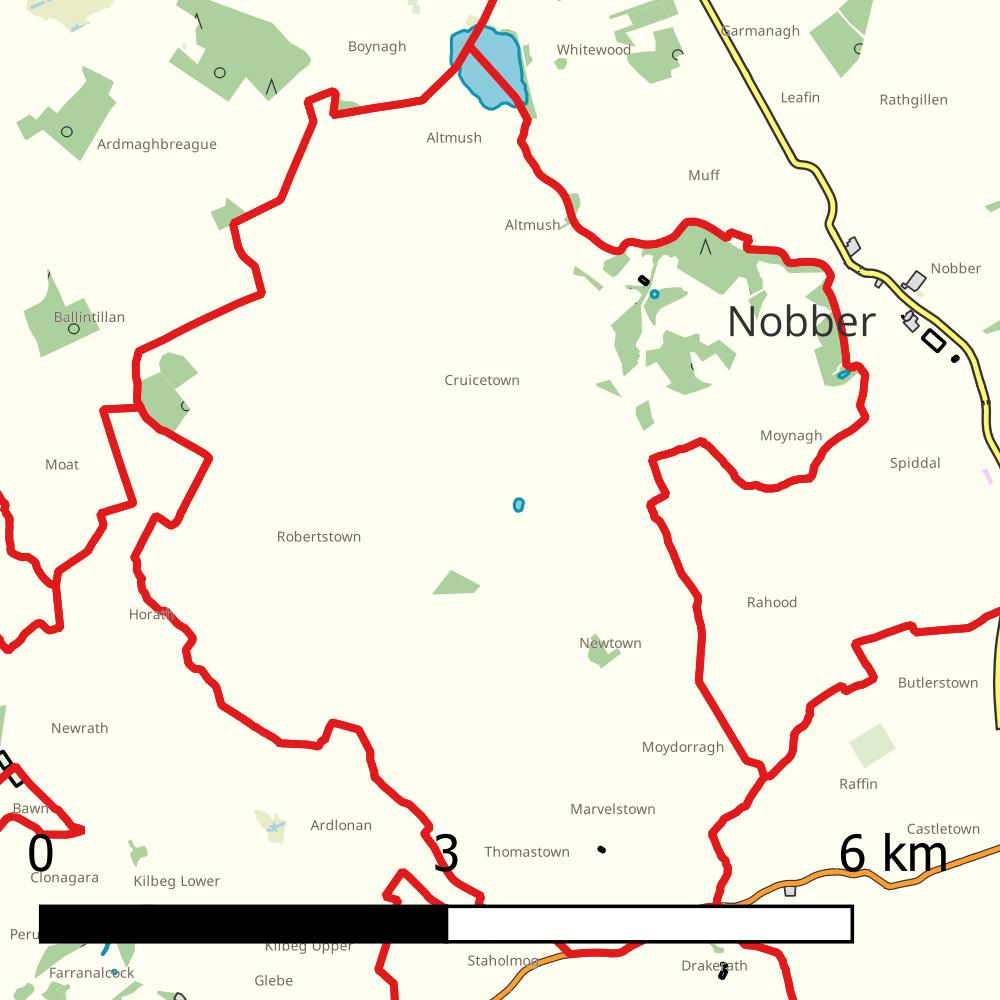 Garmanagh
Boynagh
Whitewood
Leafin
Rathgillen
Altmush
Ardmaghbreague
Muff
Altmush
Nobber
Ballintillan
Nobber
Cruicetown
Moynagh
Moat
Spiddal
Robertstown
Rahood
Horath
Newtown
Butlerstown
Newrath
Moydorragh
Raffin
Bawn
Marvelstown
Ardlonan
Castletown
0
3
6 km
Thomastown
Clonagara
Kilbeg Lower
Peru
Kilbeg Upper
Staholmog
Drakerath
Farranalcock
Glebe